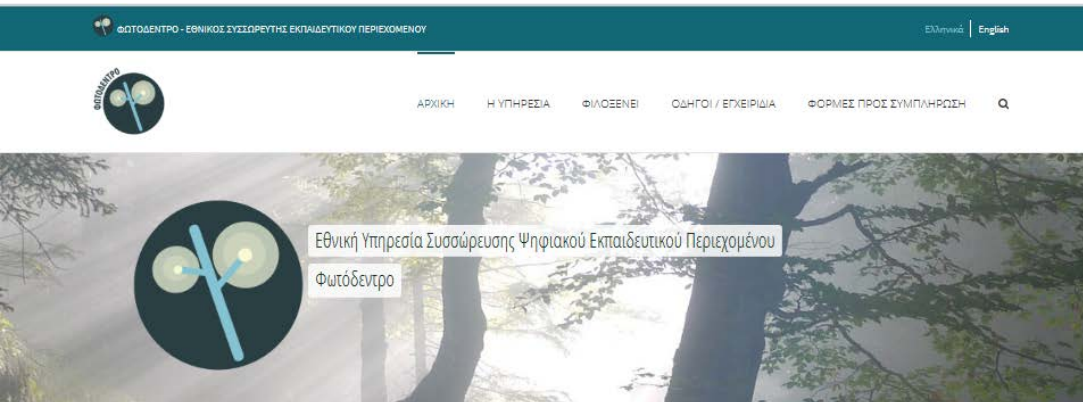 ΦΩΤΟΔΕΝΤΡΟ - ΕΘΝΙΚΟΣ ΣΥΣΣΩΡΕΥΤΗΣ ΕΚΠΑΙΔΕΥΤΙΚΟΥ ΠΕΡΙΕΧΟΜΕΝΟΥ
Ελληνικά English
ΦΩΤΟΔΕΝΤΡΟ
ΑΡΧΙΚΗ Η ΥΠΗΡΕΣΙΑ ΦΙΛΟΞΕΝΕΙ ΟΔΗΓΟΙ / ΕΓΧΕΙΡΙΔΙΑ ΦΟΡΜΕΣ ΠΡΟΣ ΣΥΜΠΛΗΡΩΣΗ
Εθνική Υπηρεσία Συσσώρευσης Ψηφιακού Εκπαιδευτικού Περιεχομένου
Φωτόδεντρο